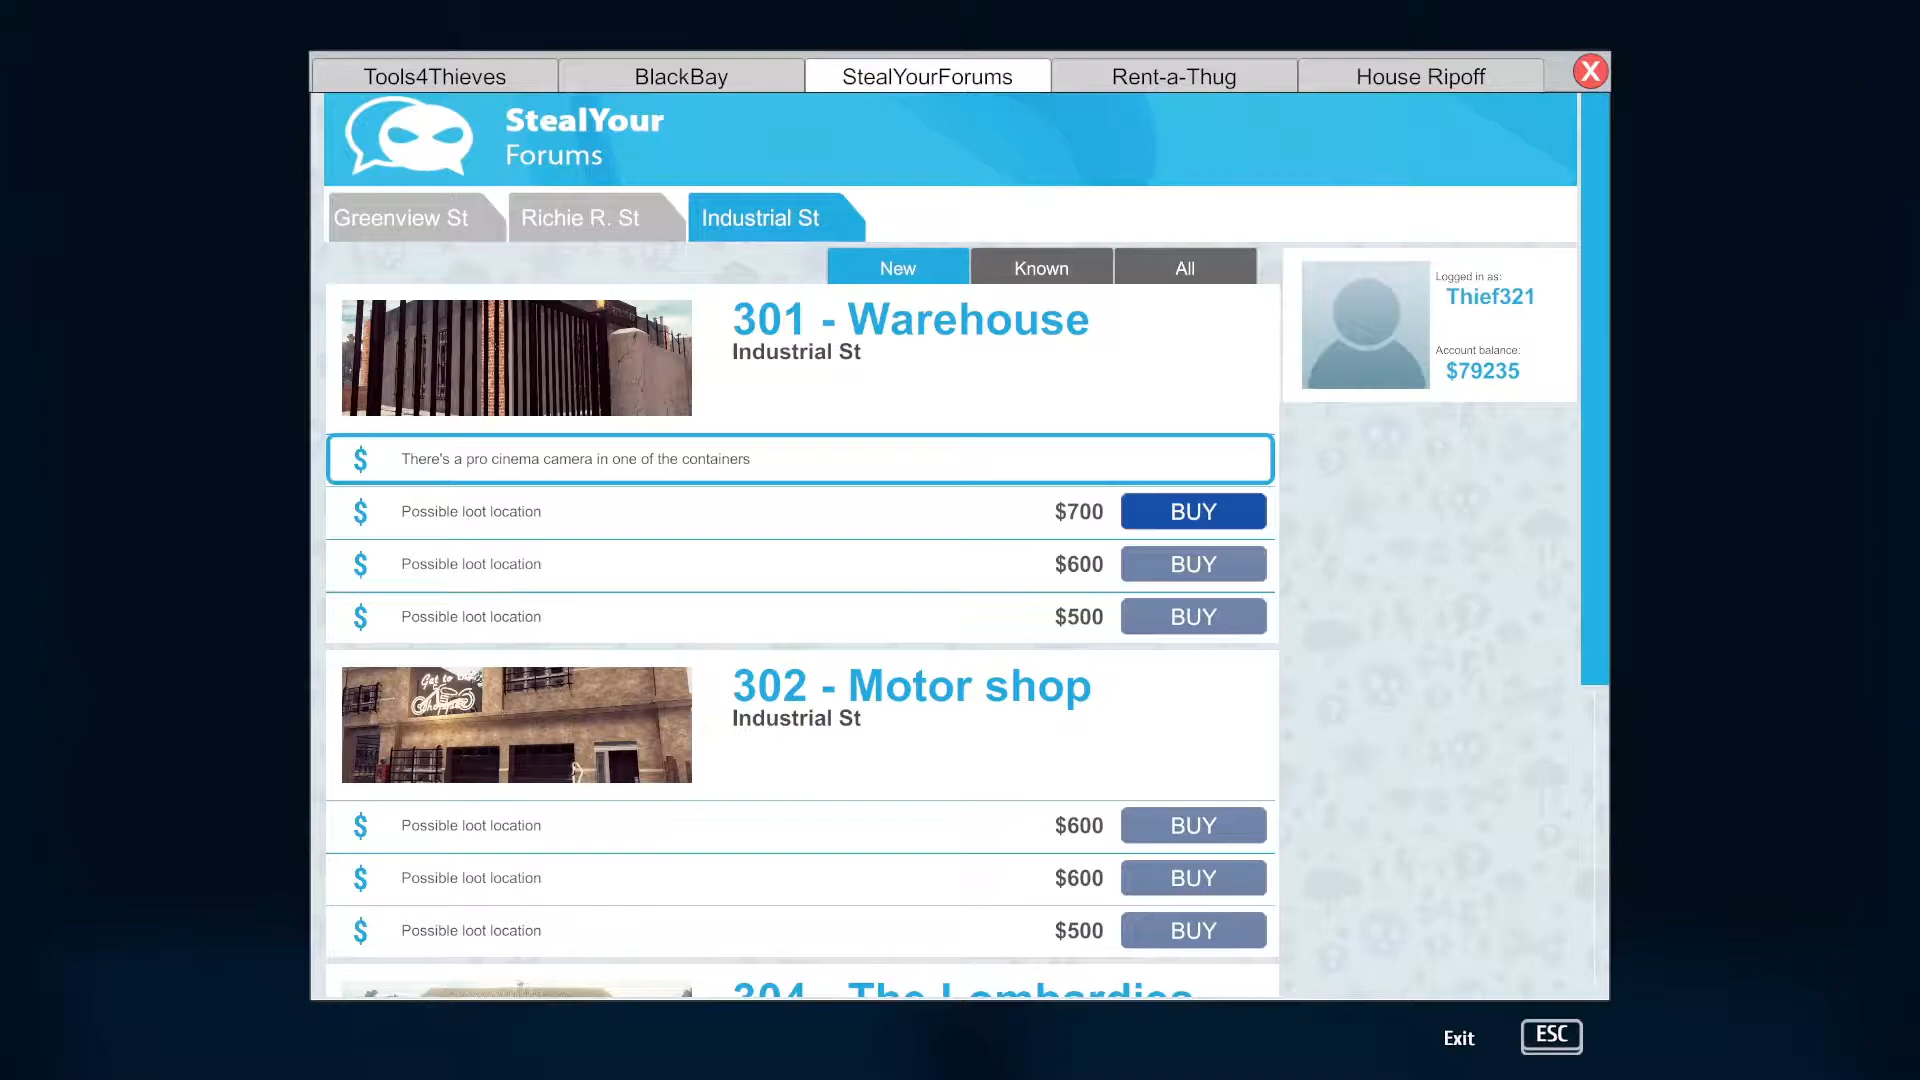 Tools4Thieves BlackBay StealYourForums Rent-a-Thug House Ripoff X
StealYour
Forums
Greenview St Richie R. St Industrial St
New Known All
Logged in as:
Thief321
Account balance:
$79235
301 - Warehouse
Industrial St
$ There's a pro cinema camera in one of the containers
$ Possible loot location $700 BUY
$ Possible loot location $600 BUY
$ Possible loot location $500 BUY
302 - Motor shop
Industrial St
$ Possible loot location $600 BUY
$ Possible loot location $600 BUY
$ Possible loot location $500 BUY
304 - The Lombardies
Exit ESC